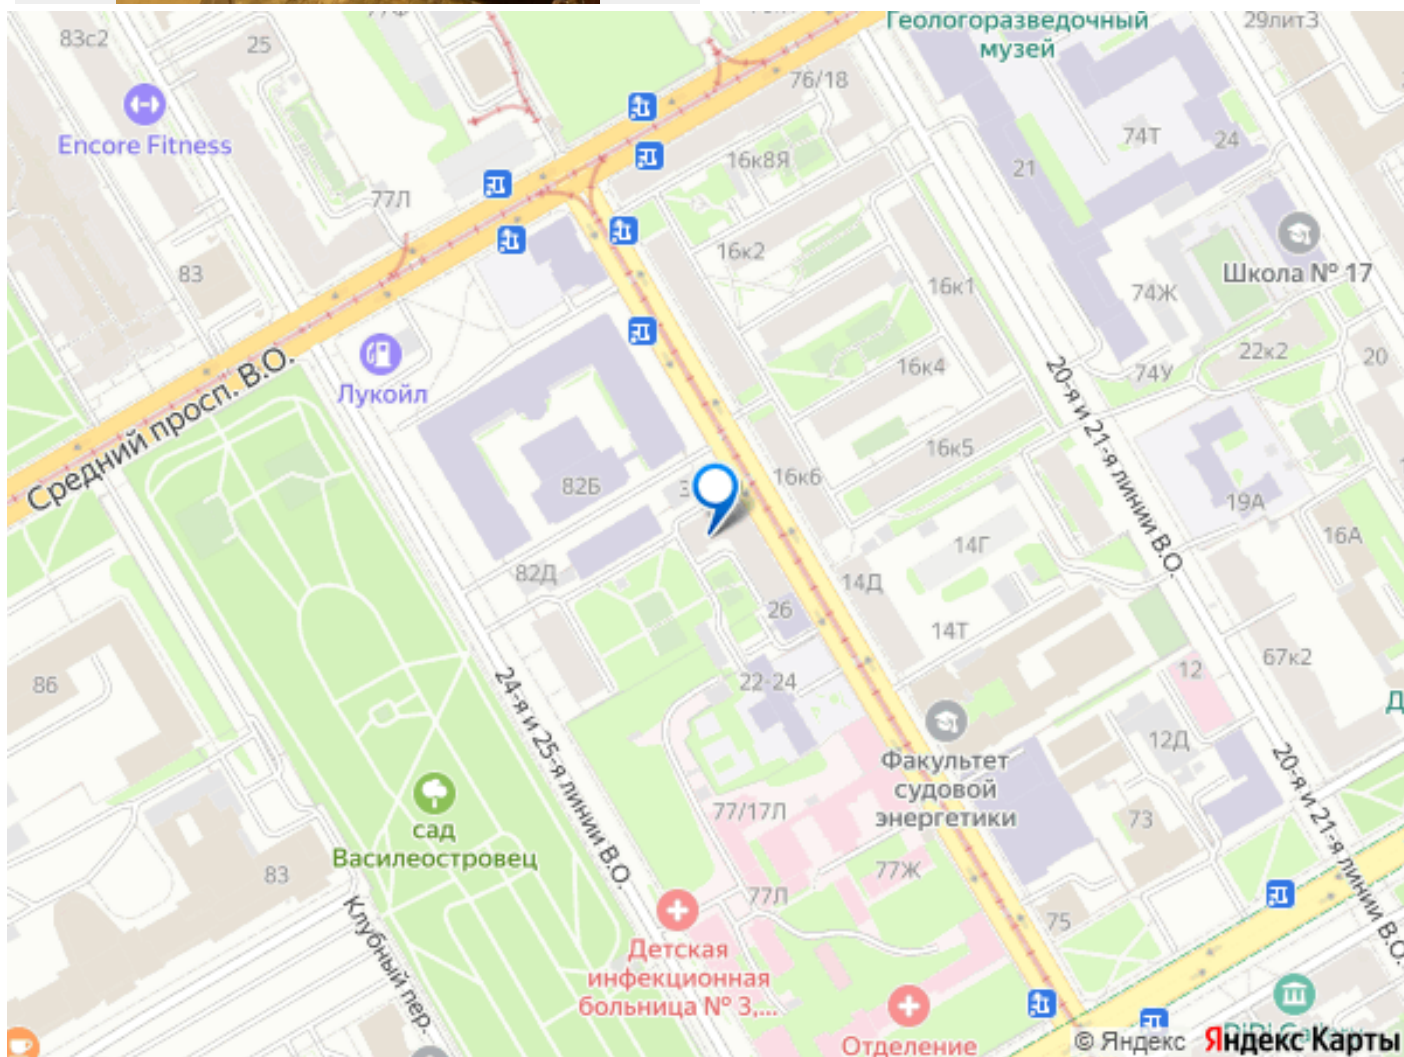 83с2
25
Геологоразведочный
музей
29лит3
76/18
Encore Fitness
16к8Я
74Т
24
21
77Л
16к2
83
Школа № 17
16к1
74Ж
Лукойл
Средний просп. В.О.
16к4
74У
22к2
20
20-я и 21-я линии В.О.
16к5
16к6
82Б
19А
16А
14Г
82Д
14Д
26
14Т
67к2
12
86
22-24
24-я и 25-я линии В.О.
Факультет
судовой
энергетики
12Д
20-я и 21-я линии В.О.
сад
Василеостровец
77/17Л
73
83
77Ж
77Л
Клубный пер.
75
Детская
инфекционная
больница № 3,...
Отделение
© Яндекс Яндекс Карты